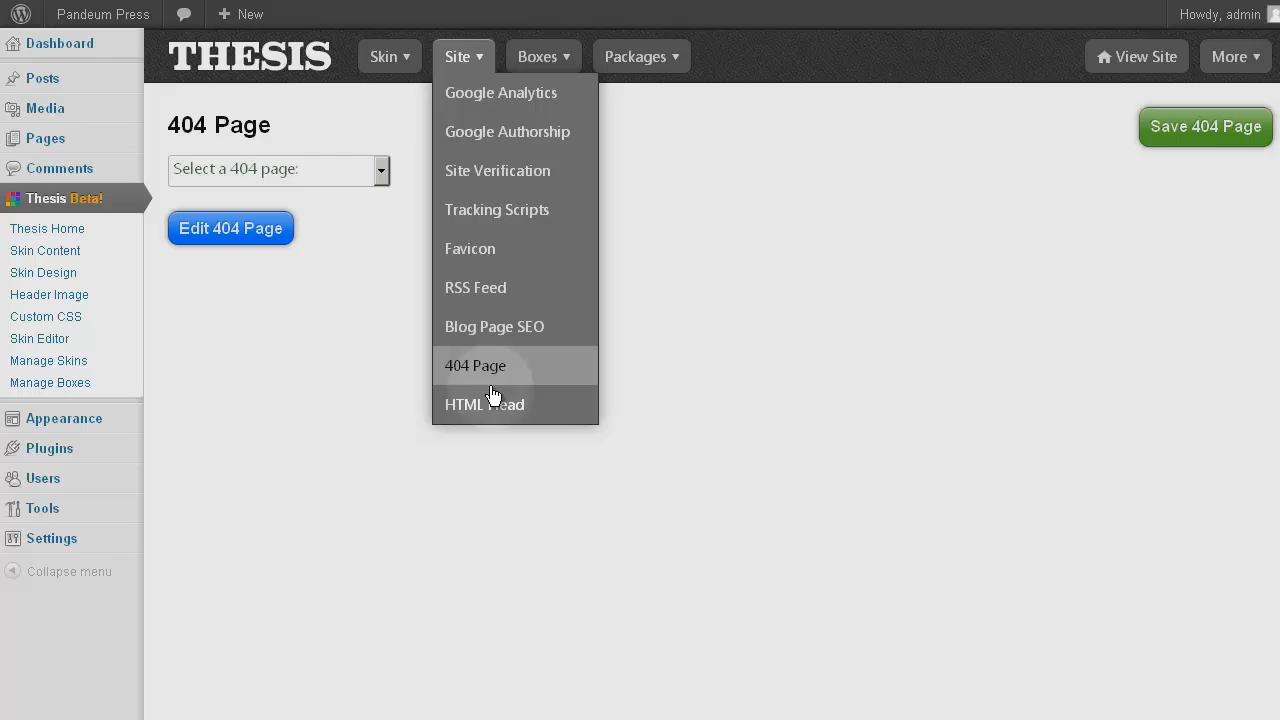 Pandeum Press
New
Howdy, admin
Dashboard
Posts
Media
Pages
Comments
Thesis Beta!
Thesis Home
Skin Content
Skin Design
Header Image
Custom CSS
Skin Editor
Manage Skins
Manage Boxes
Appearance
Plugins
Users
Tools
Settings
Collapse menu
THESIS
Skin
Site
Boxes
Packages
View Site
More
404 Page
Select a 404 page:
Edit 404 Page
Save 404 Page
Google Analytics
Google Authorship
Site Verification
Tracking Scripts
Favicon
RSS Feed
Blog Page SEO
404 Page
HTML Head